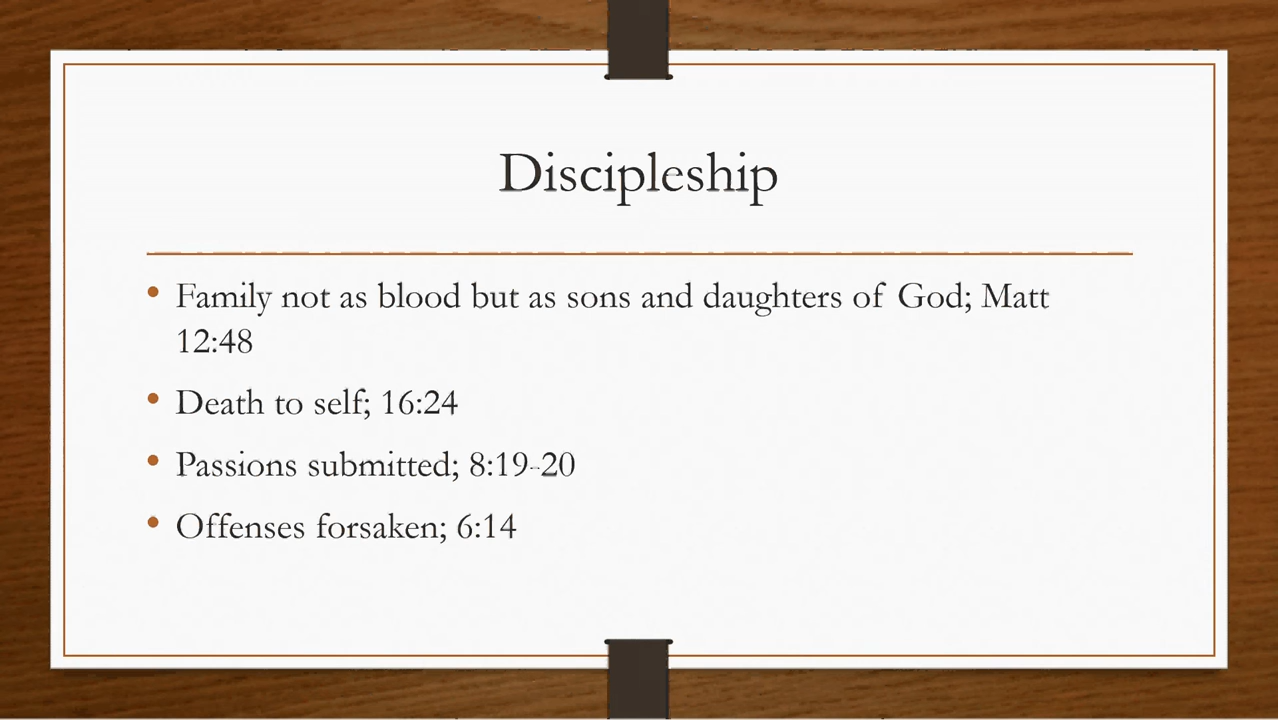 Discipleship
• Family not as blood but as sons and daughters of God; Matt
12:48
• Death to self; 16:24
• Passions submitted; 8:19-20
• Offenses forsaken; 6:14